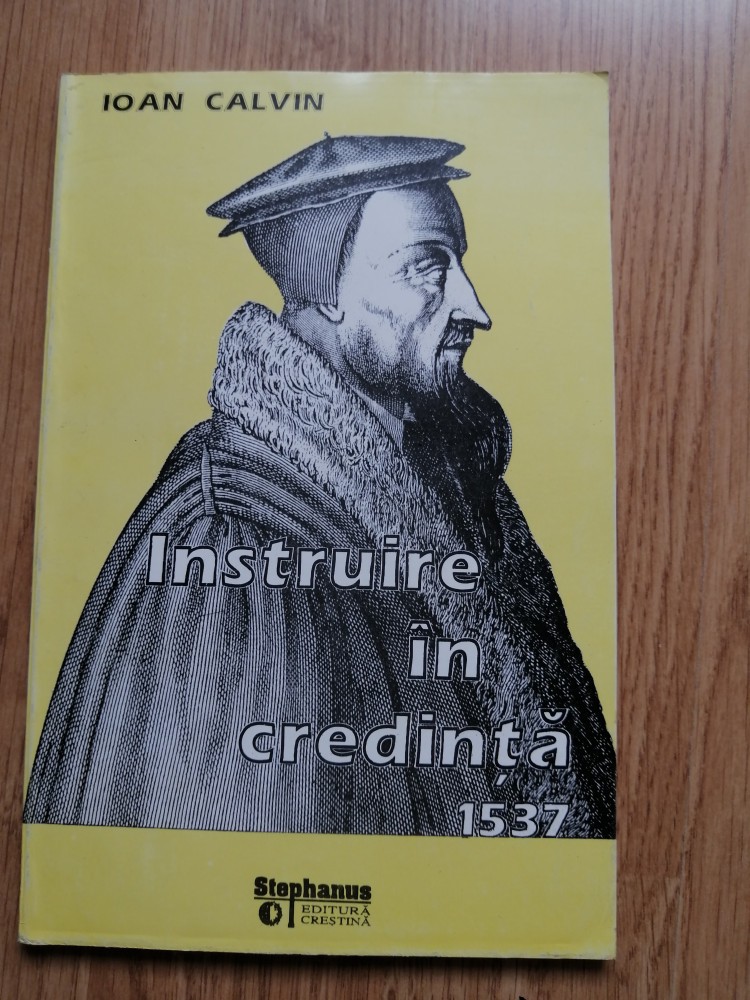 IOAN CALVIN
Instruire
în
credință
1537
Stephanus
EDITURĂ
CREȘTINĂ